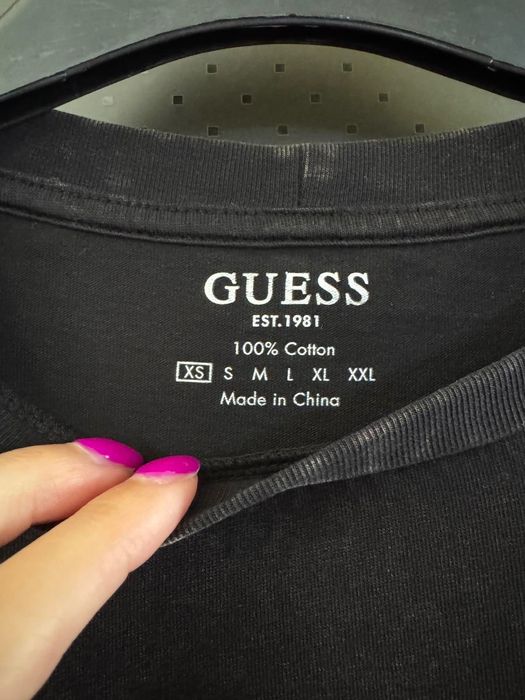 GUESS
EST.1981
100% Cotton
XS S M L XL XXL
Made in China